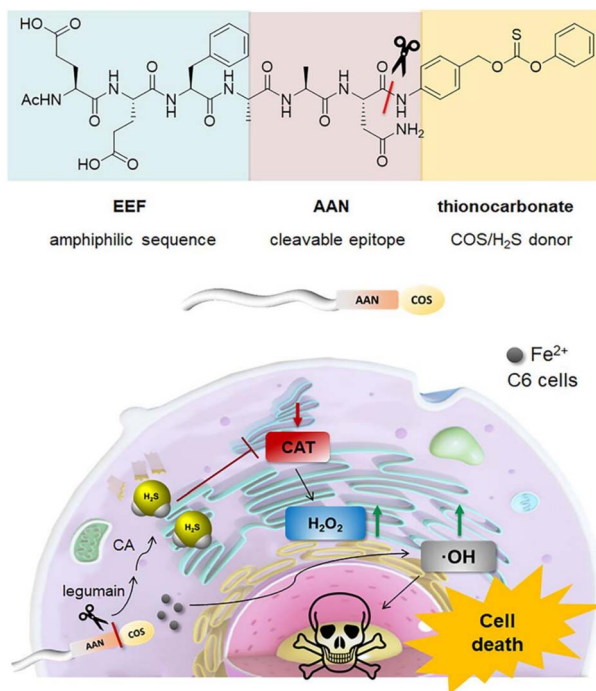 HO O O O O S
AcHN N H O H N O N H O H N O N H O O
HO O O NH₂
EEF AAN thionocarbonate
amphiphilic sequence cleavable epitope COS/H₂S donor
AAN COS
Fe²⁺
C6 cells
CAT
H₂S
H₂S
H₂O₂
CA
·OH
legumain
AAN COS
Cell
death